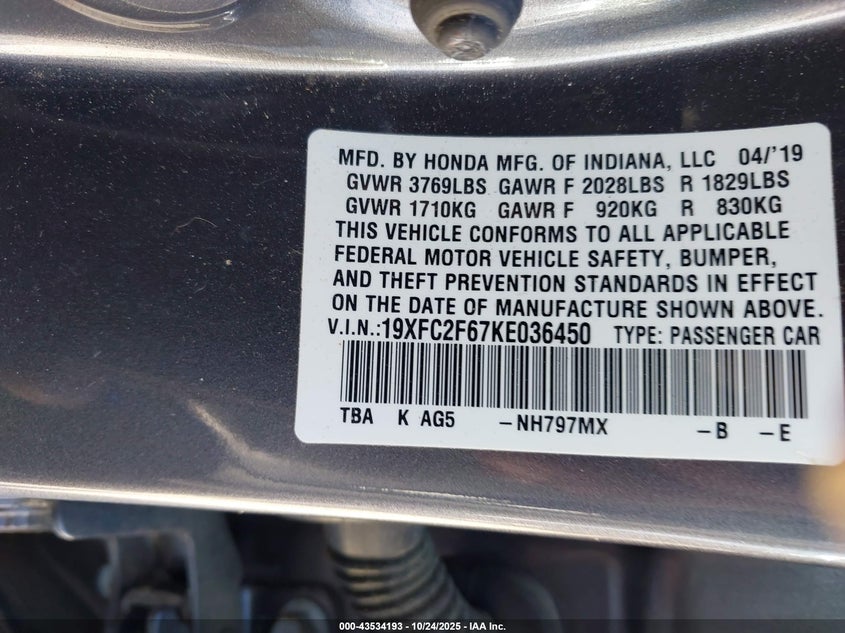 MFD. BY HONDA MFG. OF INDIANA, LLC 04/'19
GVWR 3769LBS GAWR F 2028LBS R 1829LBS
GVWR 1710KG GAWR F 920KG R 830KG
THIS VEHICLE CONFORMS TO ALL APPLICABLE
FEDERAL MOTOR VEHICLE SAFETY, BUMPER,
AND THEFT PREVENTION STANDARDS IN EFFECT
ON THE DATE OF MANUFACTURE SHOWN ABOVE.
V.I.N.:19XFC2F67KE036450 TYPE: PASSENGER CAR
TBA K AG5 -NH797MX -B -E
000-43534193 - 10/24/2025 - IAA Inc.